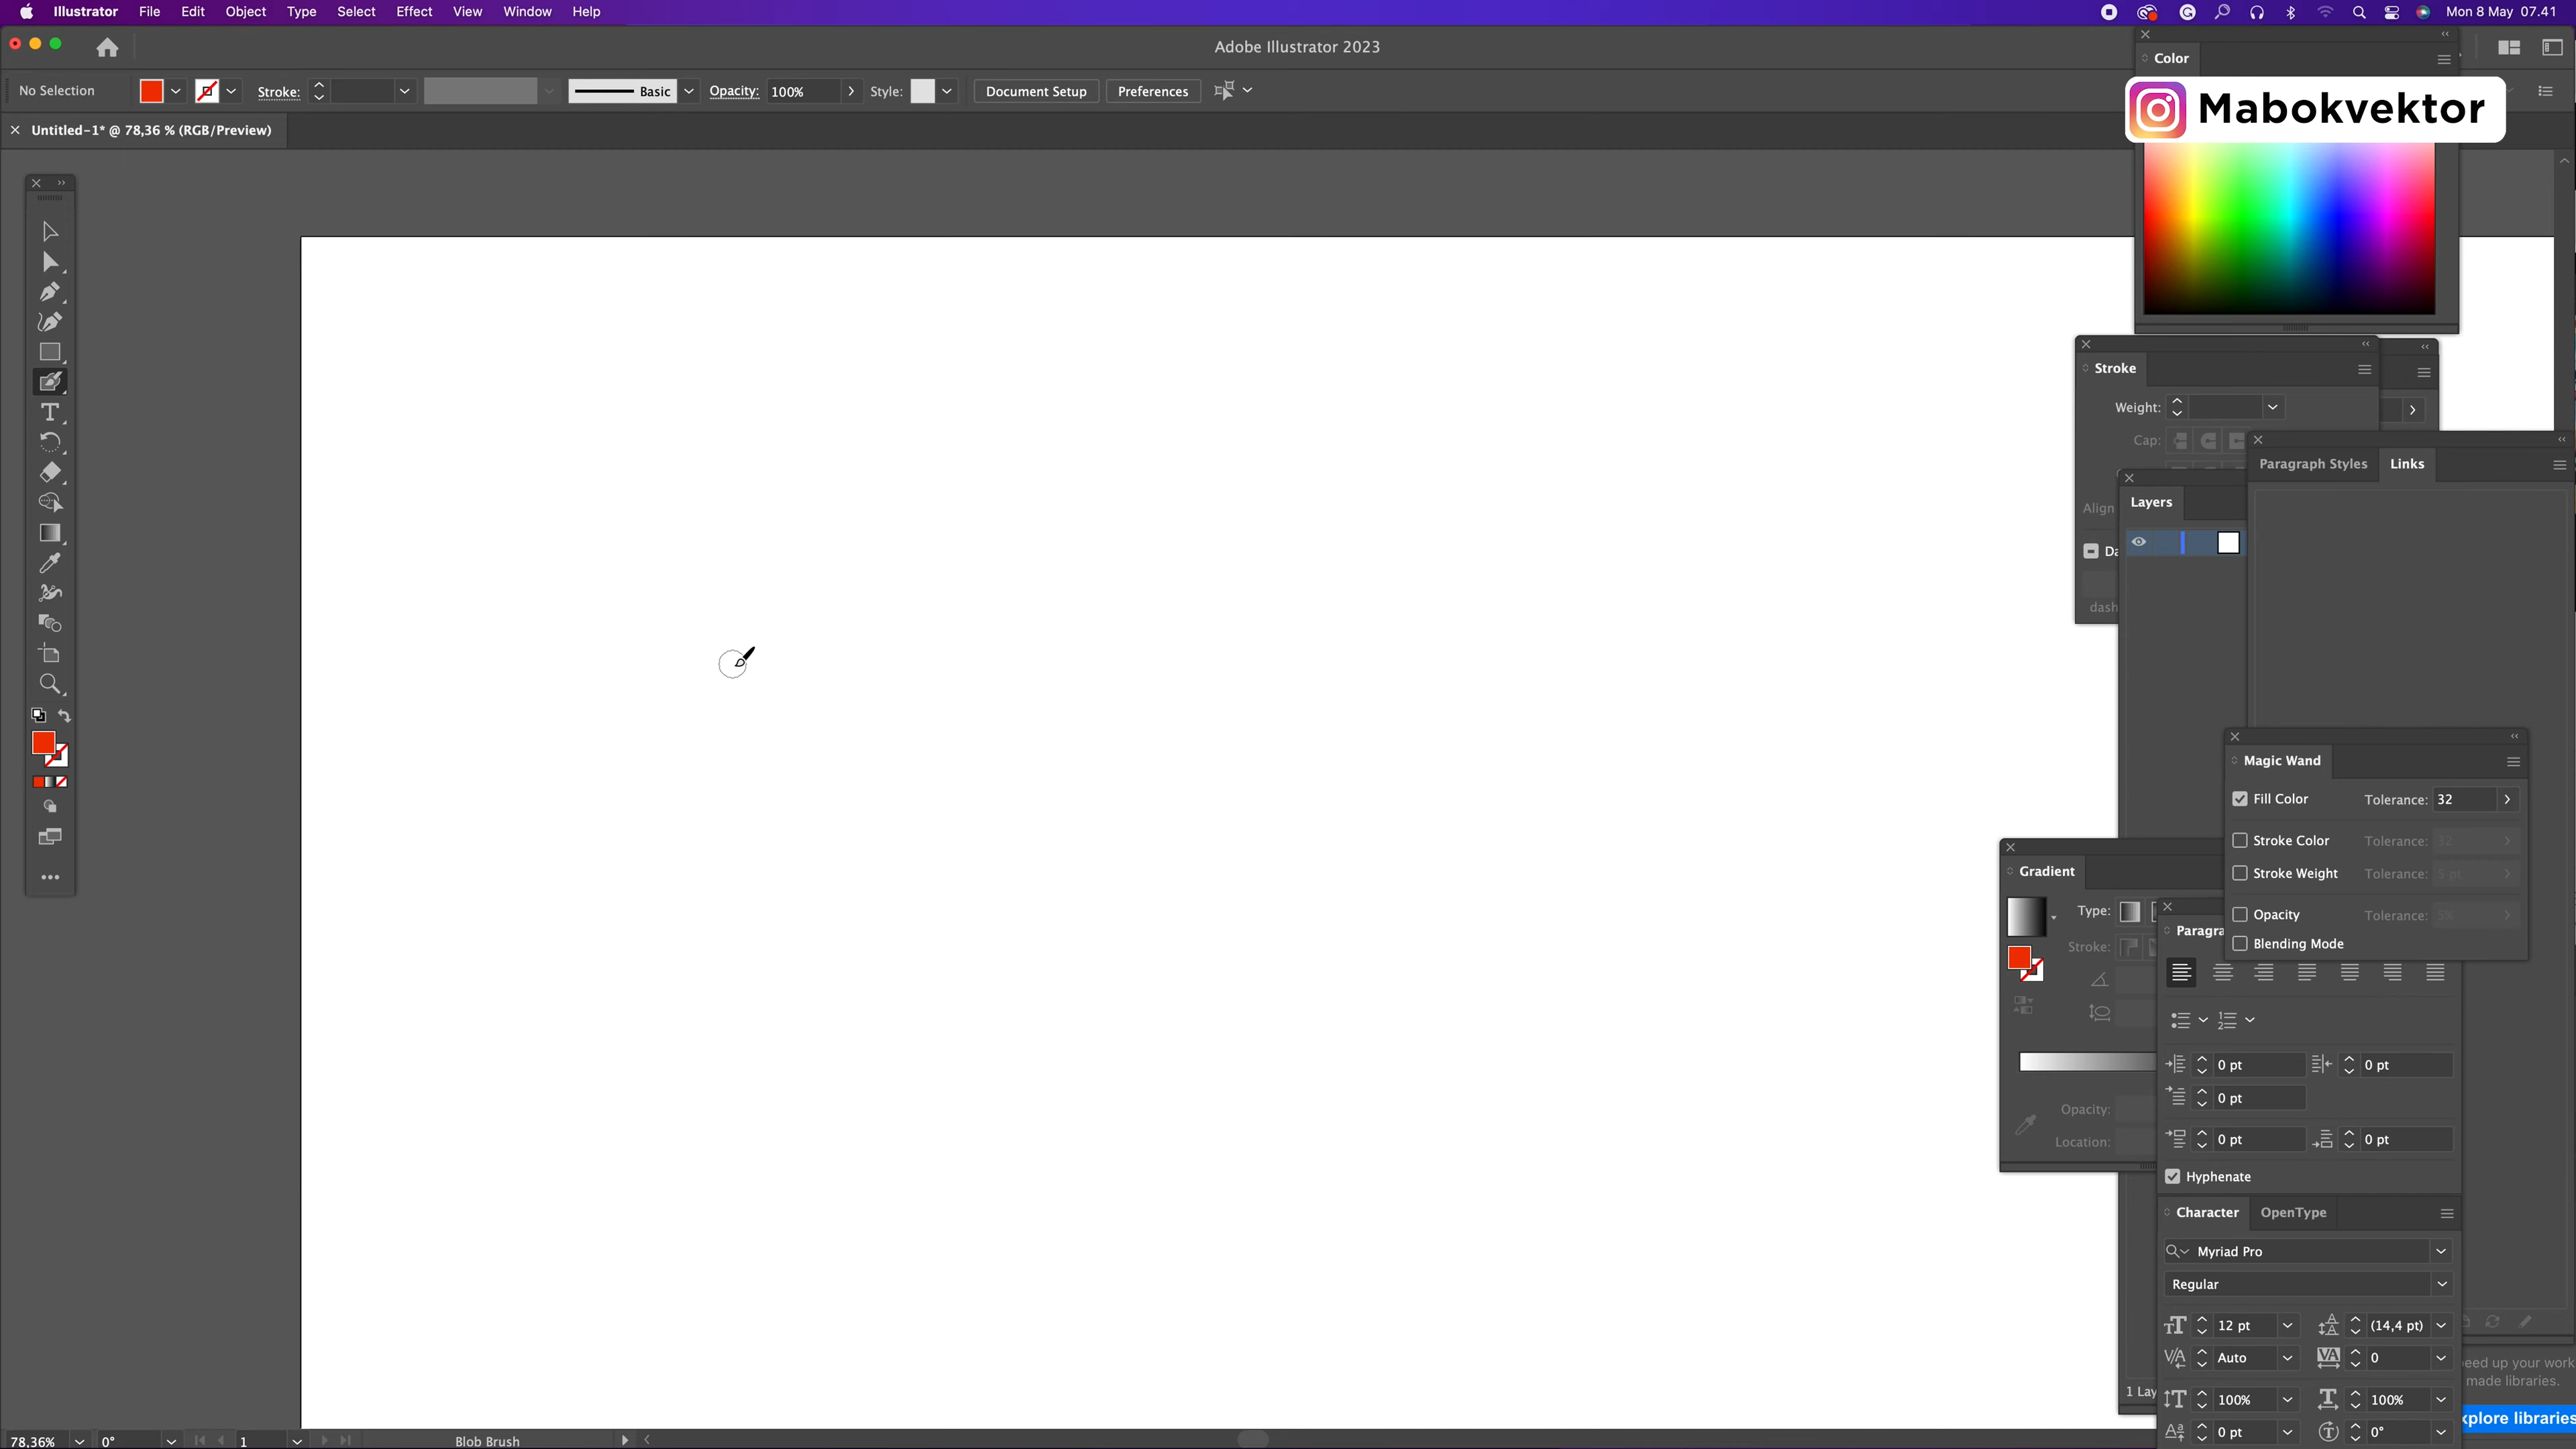 Illustrator File Edit Object Type Select Effect View Window Help
Mon 8 May 07.41
Adobe Illustrator 2023
No Selection
Stroke:
Basic
Opacity: 100%
Style:
Document Setup
Preferences
Untitled-1* @ 78,36 % (RGB/Preview)
Color
Mabokvektor
Stroke
Weight:
Cap:
Align
Da
dash
Paragraph Styles
Links
Layers
Magic Wand
Fill Color Tolerance: 32
Stroke Color Tolerance: 32
Stroke Weight Tolerance: 5 pt
Opacity Tolerance: 5%
Blending Mode
Gradient
Type:
Stroke:
Opacity:
Location:
Paragra
0 pt 0 pt
0 pt
0 pt 0 pt
Hyphenate
Character OpenType
Myriad Pro
Regular
12 pt (14,4 pt)
Auto 0
100% 100%
0 pt 0°
1 Lay
eed up your work
made libraries.
xplore libraries
78,36% 0° 1 Blob Brush